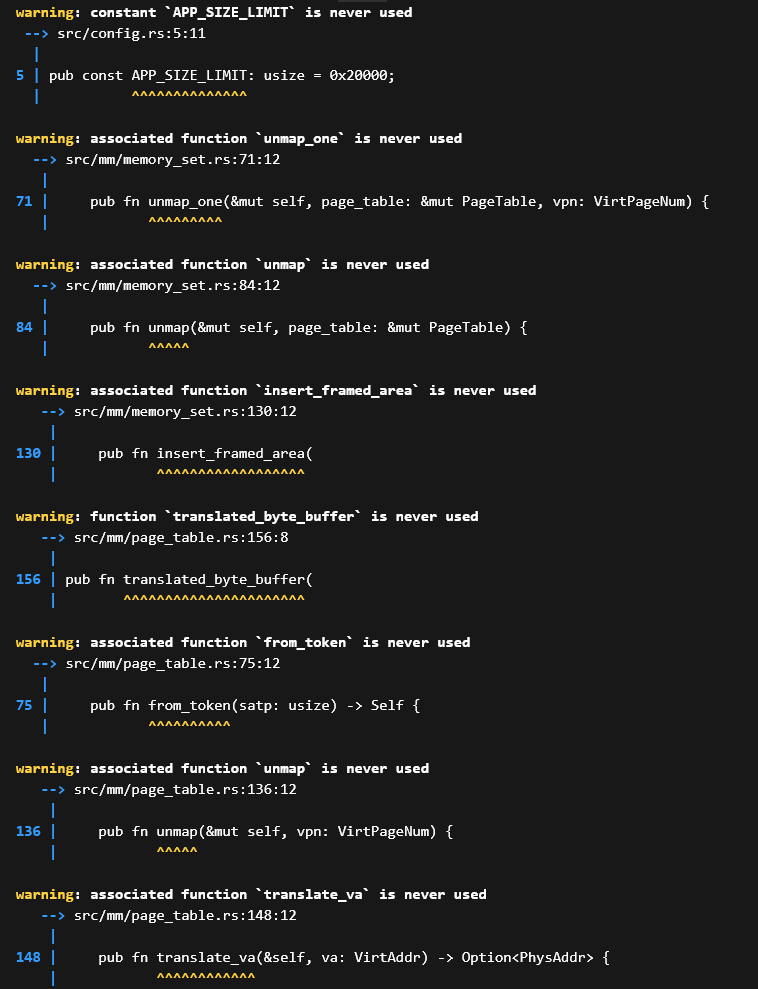 warning: constant `APP_SIZE_LIMIT` is never used
 --> src/config.rs:5:11
  |
5 | pub const APP_SIZE_LIMIT: usize = 0x20000;
  |           ^^^^^^^^^^^^^^

warning: associated function `unmap_one` is never used
  --> src/mm/memory_set.rs:71:12
   |
71 |     pub fn unmap_one(&mut self, page_table: &mut PageTable, vpn: VirtPageNum) {
   |            ^^^^^^^^^

warning: associated function `unmap` is never used
  --> src/mm/memory_set.rs:84:12
   |
84 |     pub fn unmap(&mut self, page_table: &mut PageTable) {
   |            ^^^^^

warning: associated function `insert_framed_area` is never used
   --> src/mm/memory_set.rs:130:12
    |
130 |     pub fn insert_framed_area(
    |            ^^^^^^^^^^^^^^^^^^

warning: function `translated_byte_buffer` is never used
   --> src/mm/page_table.rs:156:8
    |
156 | pub fn translated_byte_buffer(
    |        ^^^^^^^^^^^^^^^^^^^^^^

warning: associated function `from_token` is never used
  --> src/mm/page_table.rs:75:12
   |
75 |     pub fn from_token(satp: usize) -> Self {
   |            ^^^^^^^^^^

warning: associated function `unmap` is never used
   --> src/mm/page_table.rs:136:12
    |
136 |     pub fn unmap(&mut self, vpn: VirtPageNum) {
    |            ^^^^^

warning: associated function `translate_va` is never used
   --> src/mm/page_table.rs:148:12
    |
148 |     pub fn translate_va(&self, va: VirtAddr) -> Option<PhysAddr> {
    |            ^^^^^^^^^^^^